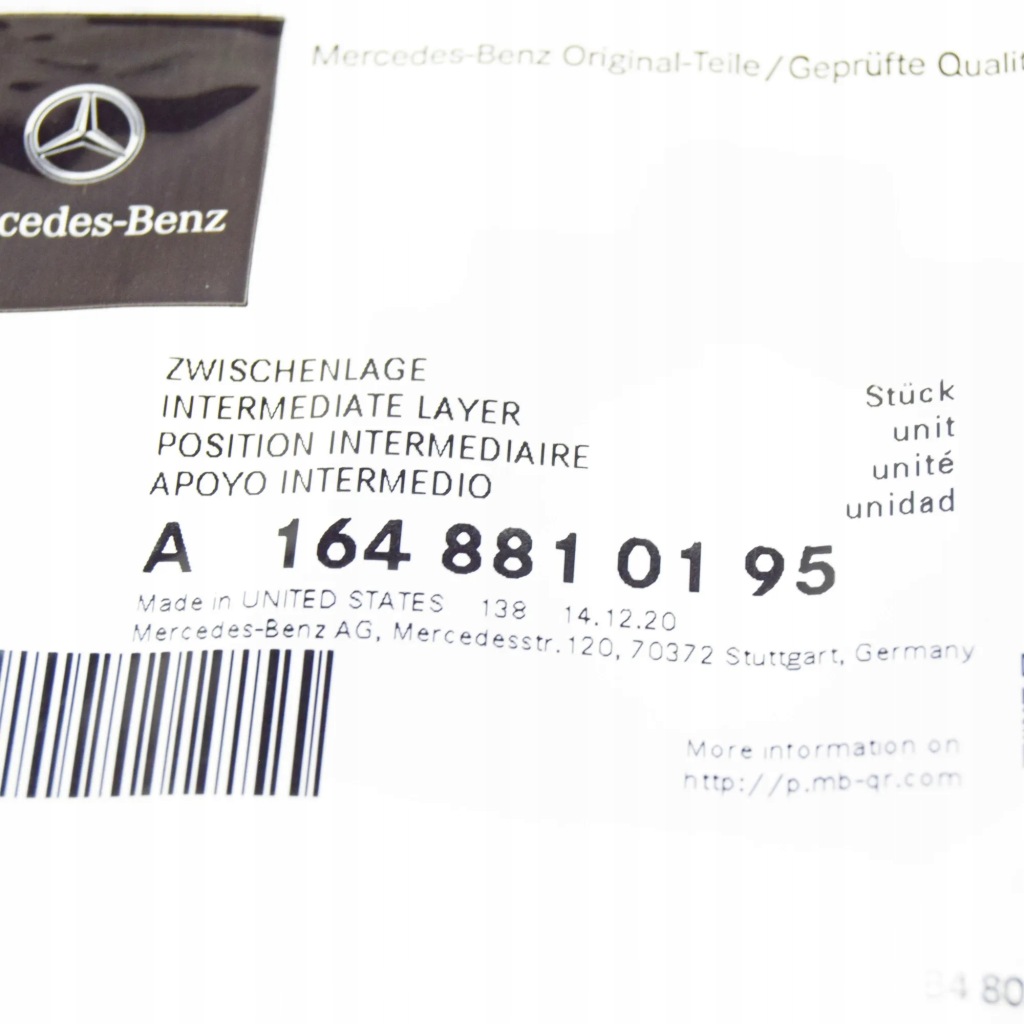 Mercedes-Benz Original-Teile/Geprüfte Qualit
cedes-Benz
ZWISCHENLAGE
INTERMEDIATE LAYER
POSITION INTERMEDIAIRE
APOYO INTERMEDIO
Stück
unit
unité
unidad
A 164 881 01 95
Made in UNITED STATES 138 14.12.20
Mercedes-Benz AG, Mercedesstr.120, 70372 Stuttgart, Germany
More information on
http://p.mb-qr.com
80